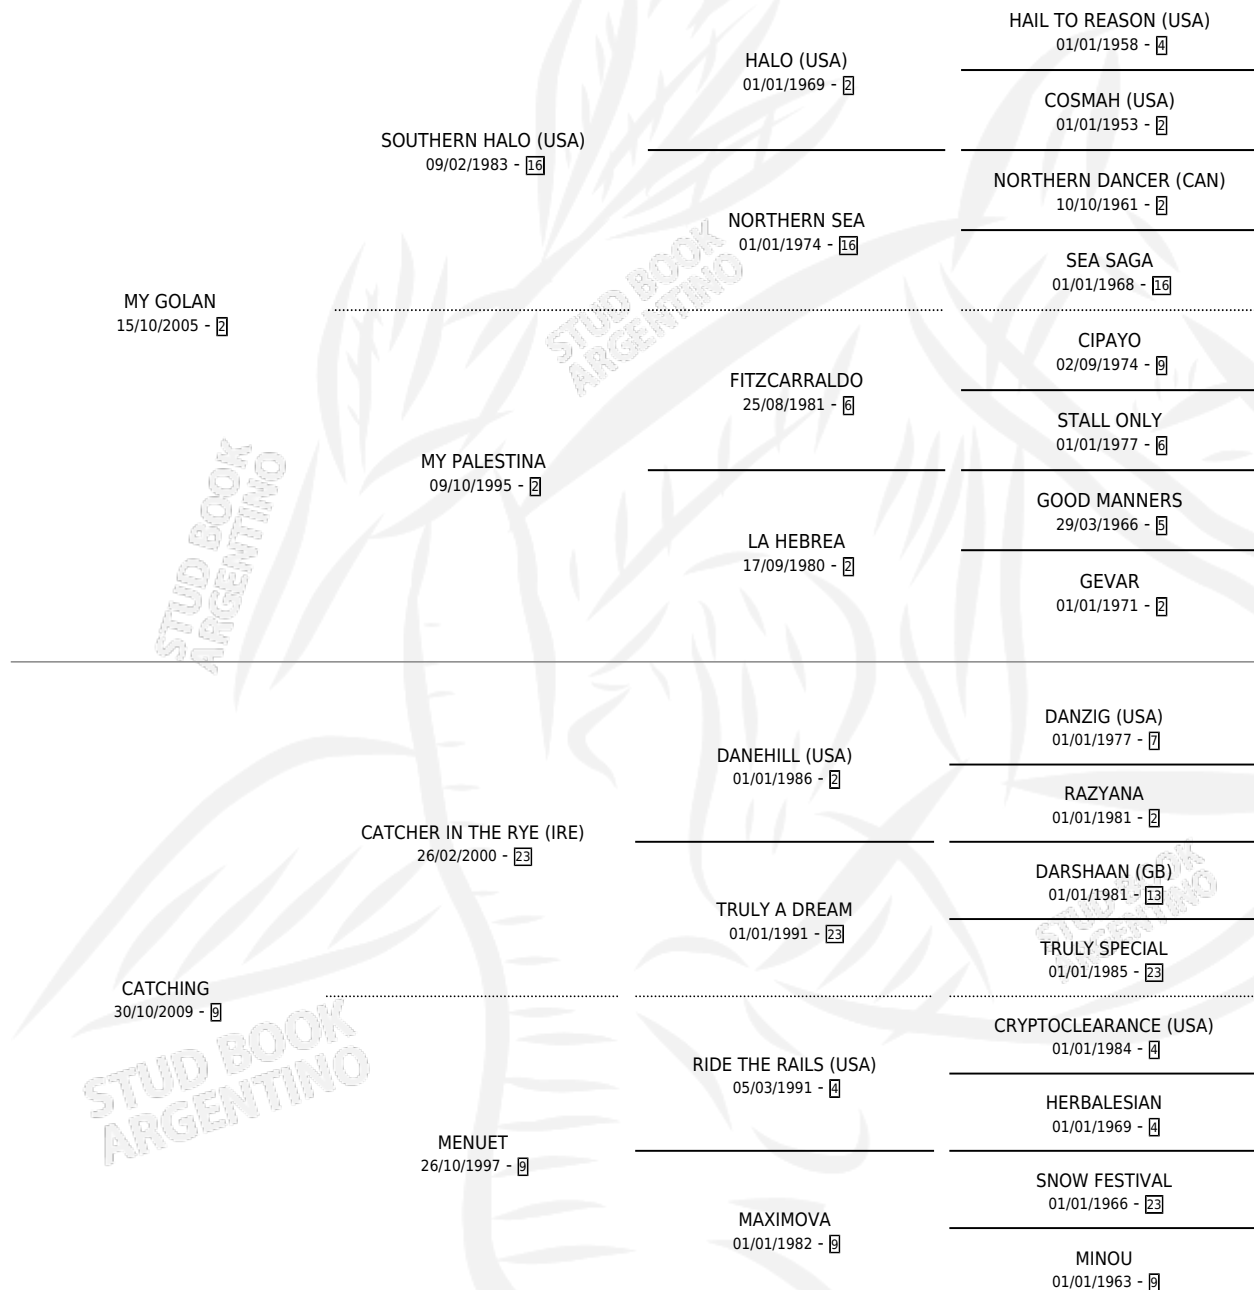 HAIL TO REASON (USA)
01/01/1958 - 4
HALO (USA)
01/01/1969 - 2
COSMAH (USA)
01/01/1953 - 2
SOUTHERN HALO (USA)
09/02/1983 - 16
NORTHERN DANCER (CAN)
10/10/1961 - 2
NORTHERN SEA
01/01/1974 - 16
SEA SAGA
01/01/1968 - 16
MY GOLAN
15/10/2005 - 2
CIPAYO
02/09/1974 - 9
FITZCARRALDO
25/08/1981 - 6
STALL ONLY
01/01/1977 - 6
MY PALESTINA
09/10/1995 - 2
GOOD MANNERS
29/03/1966 - 5
LA HEBREA
17/09/1980 - 2
GEVAR
01/01/1971 - 2
DANZIG (USA)
01/01/1977 - 7
DANEHILL (USA)
01/01/1986 - 2
RAZYANA
01/01/1981 - 2
CATCHER IN THE RYE (IRE)
26/02/2000 - 23
DARSHAAN (GB)
01/01/1981 - 13
TRULY A DREAM
01/01/1991 - 23
TRULY SPECIAL
01/01/1985 - 23
CATCHING
30/10/2009 - 9
CRYPTOCLEARANCE (USA)
01/01/1984 - 4
RIDE THE RAILS (USA)
05/03/1991 - 4
HERBALESIAN
01/01/1969 - 4
MENUET
26/10/1997 - 9
SNOW FESTIVAL
01/01/1966 - 23
MAXIMOVA
01/01/1982 - 9
MINOU
01/01/1963 - 9
STUD BOOK
ARGENTINO
STUD BOOK
ARGENTINO
STUD BOOK
ARGENTINO
STUD BOOK
ARGENTINO